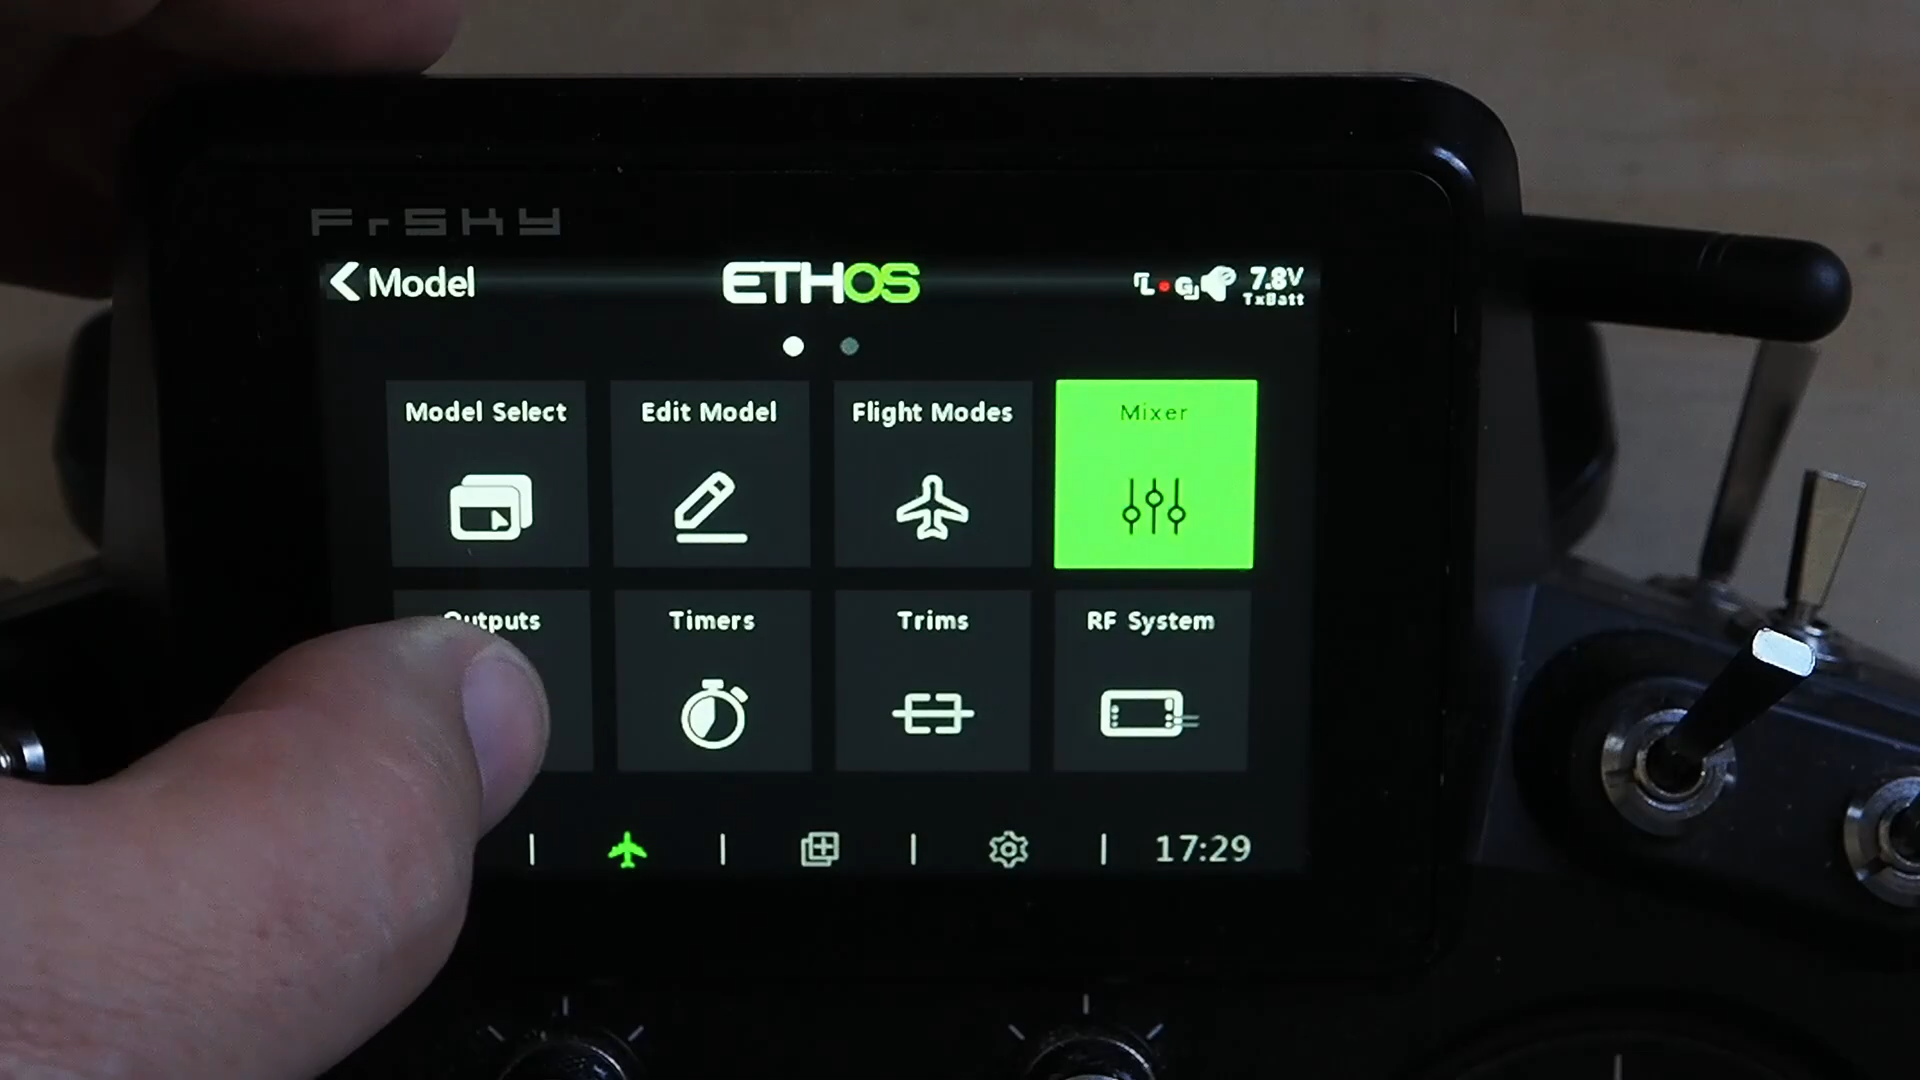 FrSKY
Model
ETHOS
7.8V
TxBatt
Model Select
Edit Model
Flight Modes
Mixer
Outputs
Timers
Trims
RF System
17:29